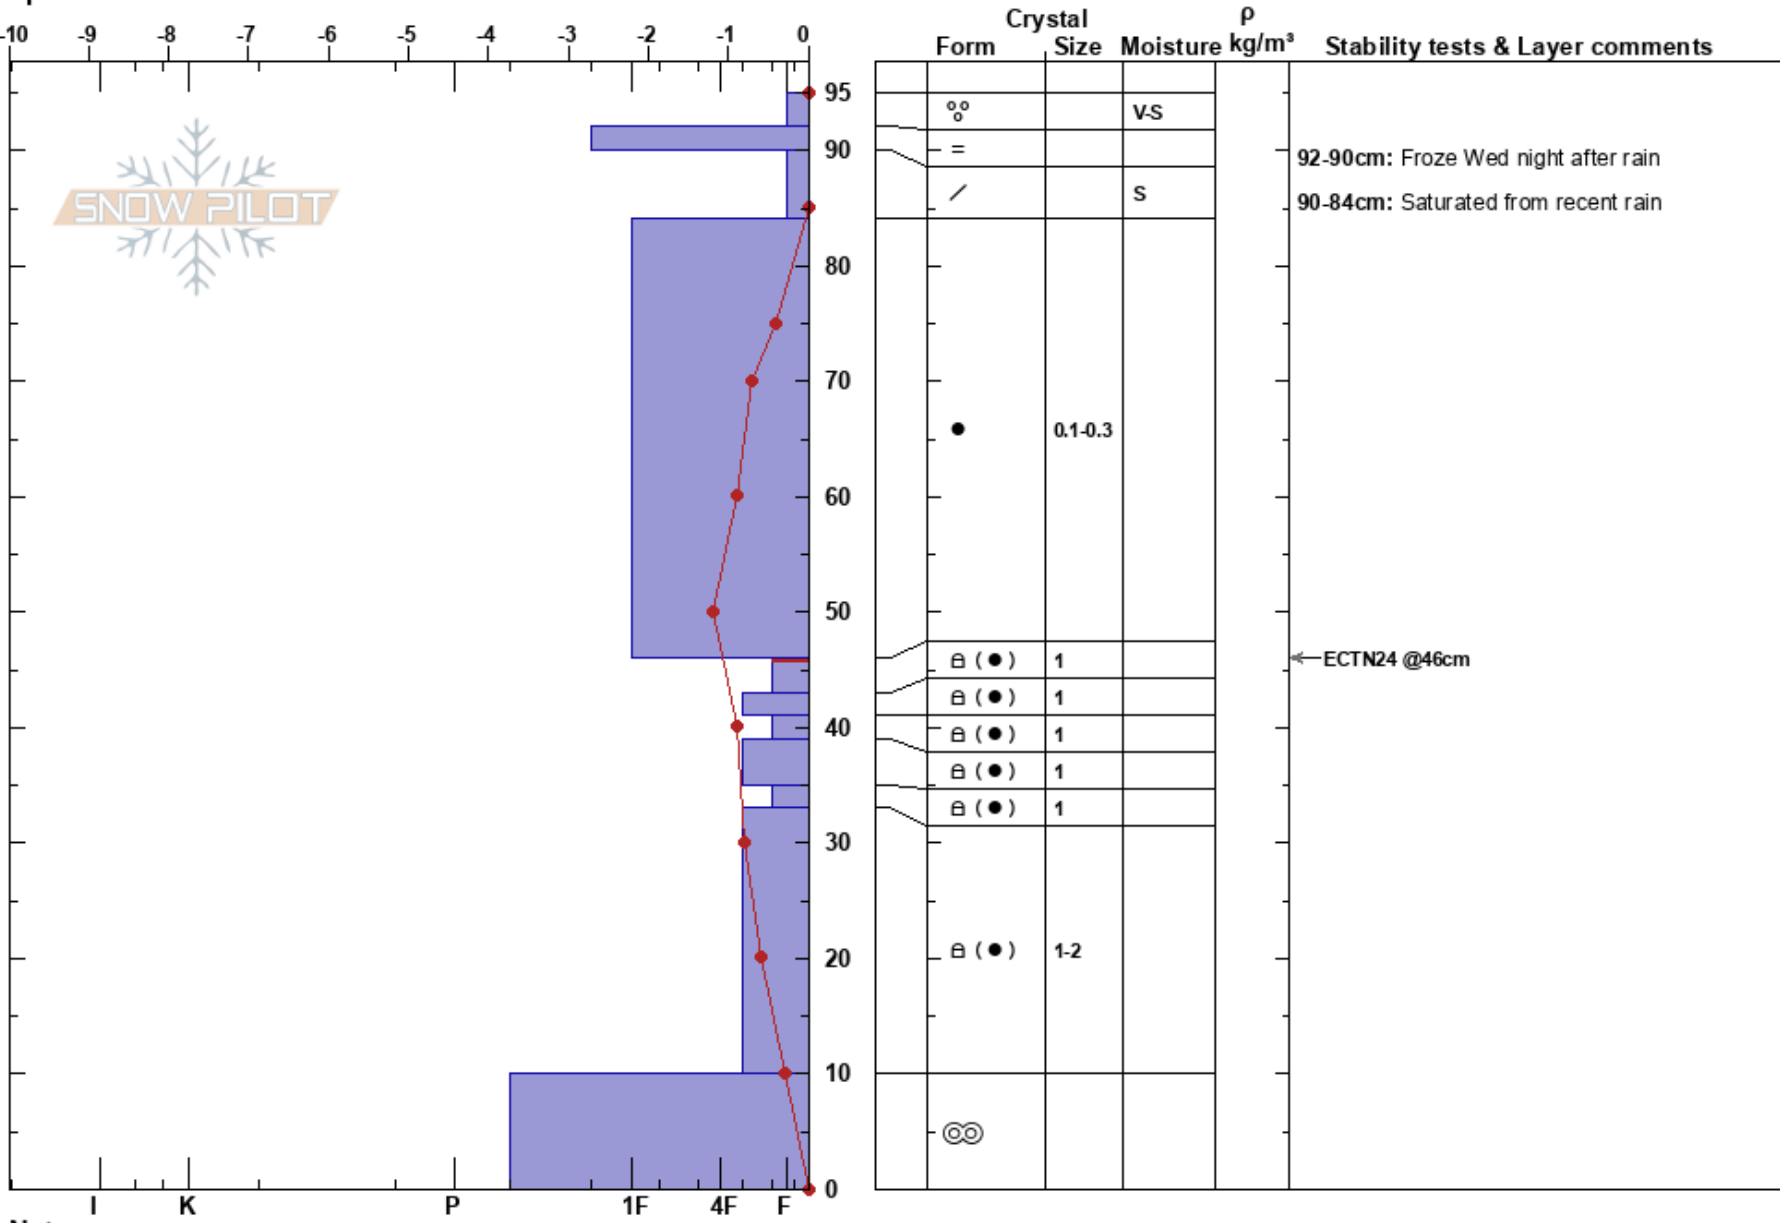 Crystal ρ
-10 -9 -8 -7 -6 -5 -4 -3 -2 -1 0
Form Size Moisture kg/m³ Stability tests & Layer comments
95
V-S
SNOW PILOT
90
=
92-90cm: Froze Wed night after rain
S
90-84cm: Saturated from recent rain
80
70
0.1-0.3
60
50
( ● ) 1
ECTN24 @46cm
( ● ) 1
40
( ● ) 1
( ● ) 1
( ● ) 1
30
20
( ● ) 1-2
10
0
I K P 1F 4F F